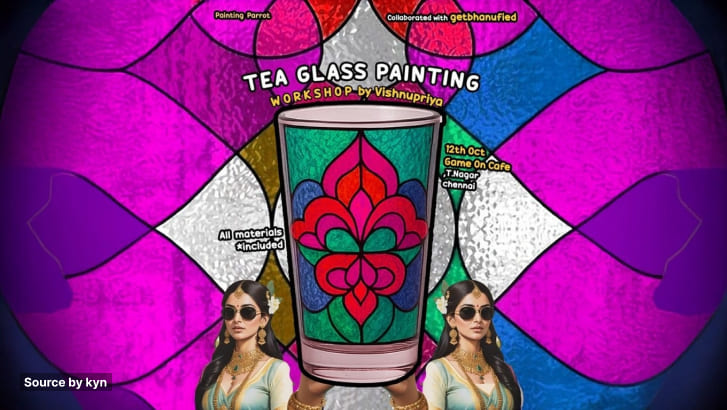 Painting Parrot
Collaborated with getbhanufied
TEA GLASS PAINTING
WORKSHOP by Vishnupriya
12th Oct
Game On Cafe
T.Nagar
chennai
All materials
*included
Source by kyn